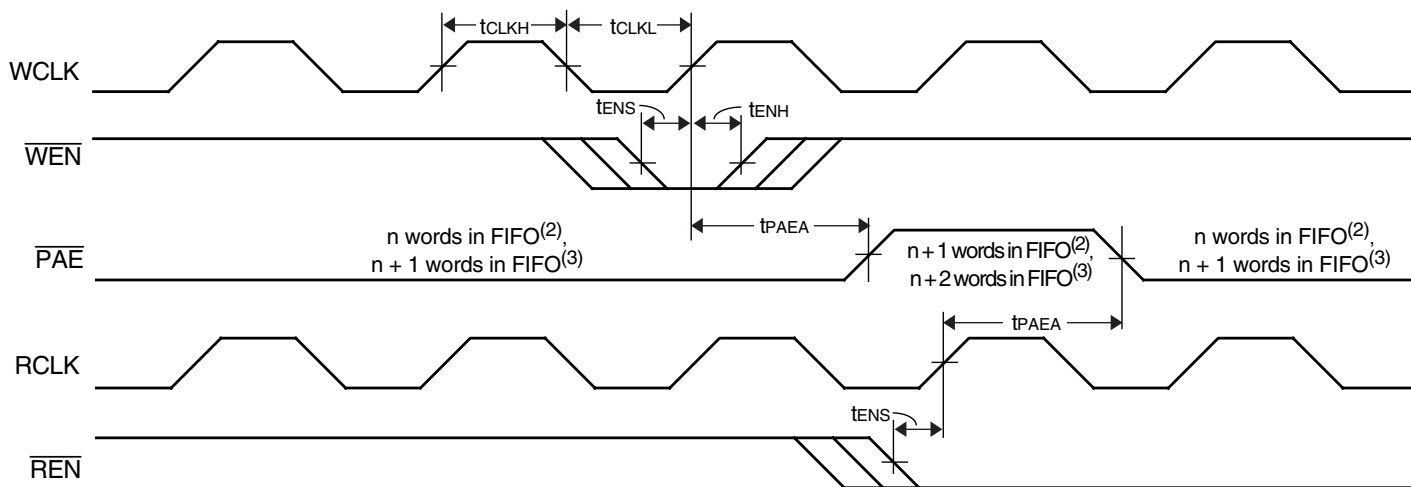 tCLKH
tCLKL
WCLK
tENS
tENH
WEN
tPAEA
PAE
n words in FIFO(2),
n + 1 words in FIFO(3)
n + 1 words in FIFO(2),
n + 2 words in FIFO(3)
n words in FIFO(2),
n + 1 words in FIFO(3)
tPAEA
RCLK
tENS
REN